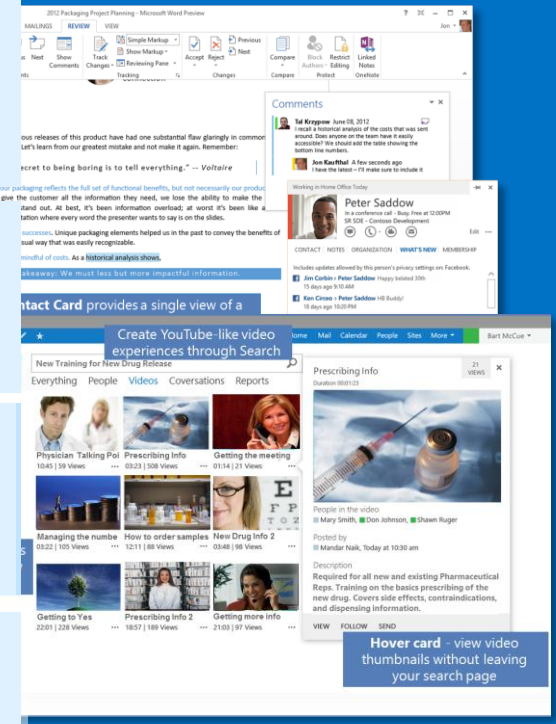 2012 Packaging Project Planning - Microsoft Word Preview
MAILINGS REVIEW VIEW
Jon
Next
Show Comments
Track Changes
Simple Markup
Show Markup
Reviewing Pane
Tracking
Accept
Reject
Previous
Next
Changes
Compare
Compare
Block Authors
Restrict Editing
Protect
Linked Notes
OneNote
ous releases of this product have had one substantial flaw glaringly in common
Let's learn from our greatest mistake and not make it again. Remember:
ecret to being boring is to tell everything." -- Voltaire
our packaging reflects the full set of functional benefits, but not necessarily our produc
give the customer all the information they need, we lose the ability to make the
stand out. At best, it's been information overload; at worst it's been like a
tation where every word the presenter wants to say is on the slides.
successes. Unique packaging elements helped us in the past to convey the benefits of
sual way that was easily recognizable.
mindful of costs. As a historical analysis shows,
akeaway: We must less but more impactful information.
Comments
Tal Krzypow June 08, 2012
I recall a historical analysis of the costs that was sent
around. Does anyone on the team have it easily
accessible? We should add the table showing the
bottom line numbers.
Jon Kaufthal A few seconds ago
I have the latest – I'll make sure to include it
Working in Home Office Today
Peter Saddow
In a conference call - Busy. Free at 12:00PM
SR SDE - Contoso Development
Edit
CONTACT NOTES ORGANIZATION WHAT'S NEW MEMBERSHIP
Includes updates allowed by this person's privacy settings on: Facebook.
Jim Corbin > Peter Saddow Happy belated 30th
15 days ago 9:10 AM
Ken Circeo > Peter Saddow HB Buddy!
16 days ago 10:20 PM
ntact Card provides a single view of a
Create YouTube-like video
experiences through Search
Home Mail Calendar People Sites More
Bart McCue
New Training for New Drug Release
Everything People Videos Coversations Reports
Physician Talking Poi
10:45 | 59 Views
Prescribing Info
03:23 | 508 Views
Getting the meeting
01:14 | 21 Views
Managing the numbe
03:22 | 105 Views
How to order samples
12:11 | 88 Views
New Drug Info 2
03:48 | 98 Views
Getting to Yes
22:01 | 228 Views
Prescribing Info 2
18:57 | 189 Views
Getting more info
21:03 | 97 Views
E
F P
T O Z
Prescribing Info
Duration 00:01:23
21
VIEWS
People in the video
Mary Smith, Don Johnson, Shawn Ruger
Posted by
Mandar Naik, Today at 10:30 am
Description
Required for all new and existing Pharmaceutical
Reps. Training on the basics prescribing of the
new drug. Covers side effects, contraindications,
and dispensing information.
VIEW FOLLOW SEND
Hover card - view video
thumbnails without leaving
your search page